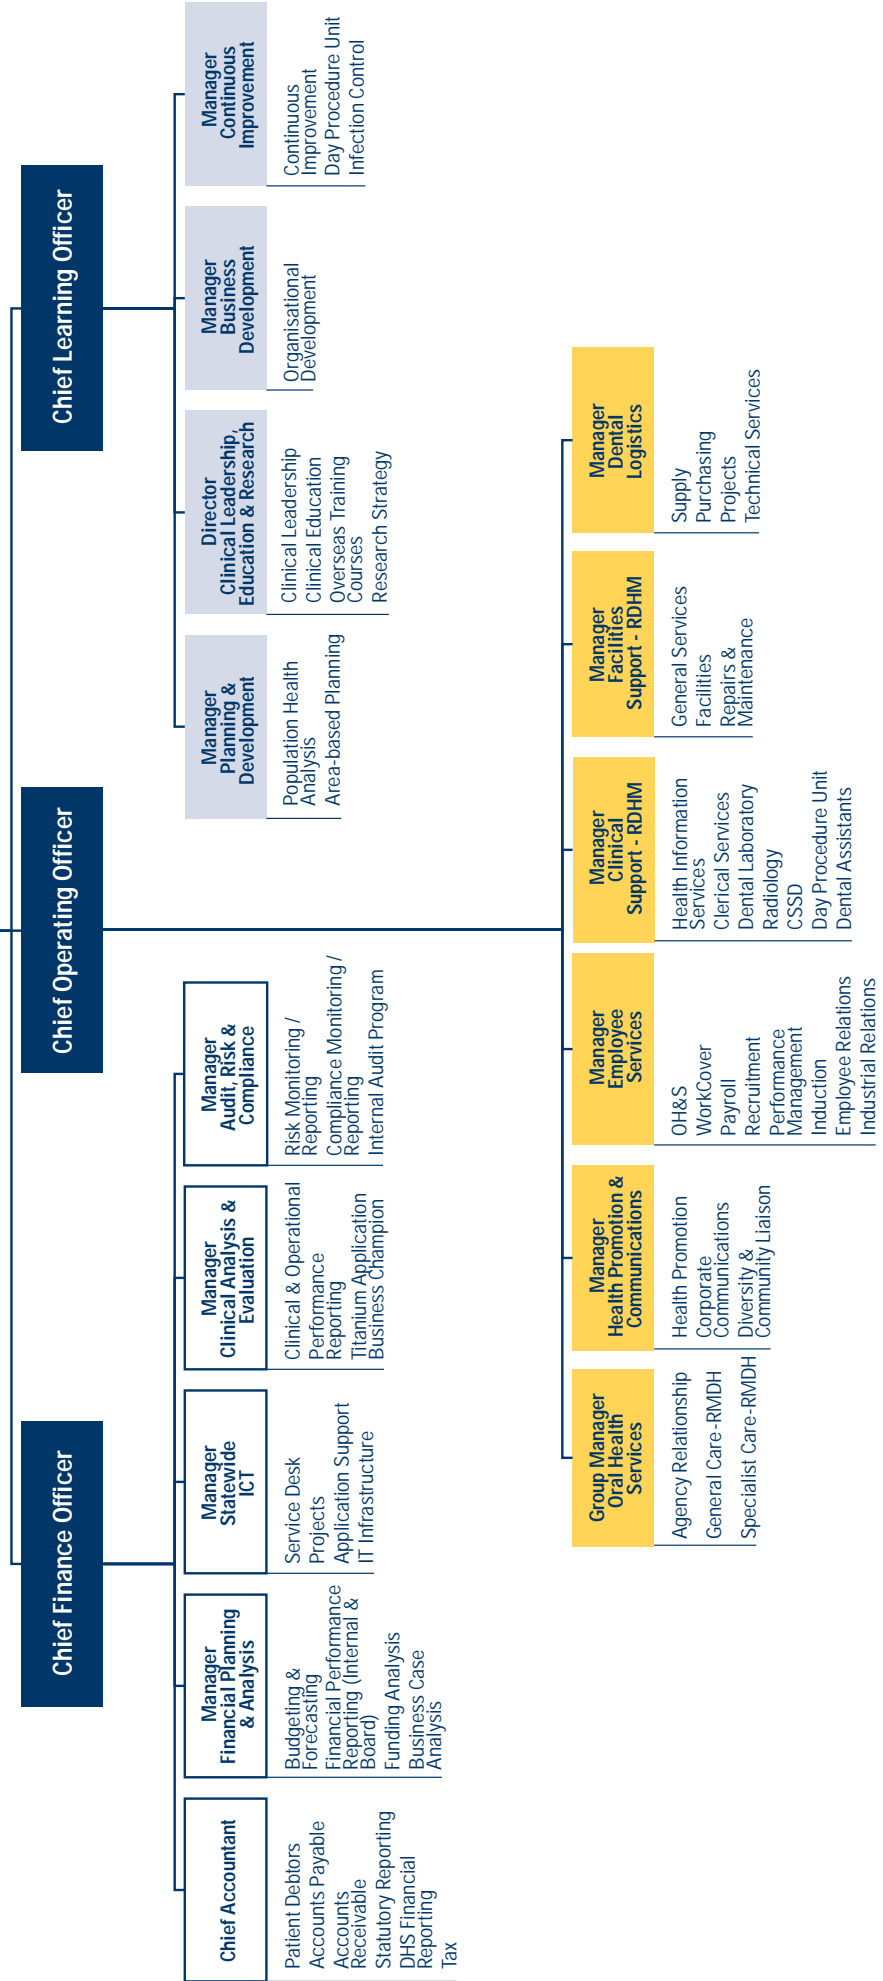 Chief Finance Officer
Chief Operating Officer
Chief Learning Officer
Chief Accountant
Patient Debtors
Accounts Payable
Accounts
Receivable
Statutory Reporting
DHS Financial
Reporting
Tax
Manager
Financial Planning
& Analysis
Budgeting &
Forecasting
Financial Performance
Reporting (Internal &
Board)
Funding Analysis
Business Case
Analysis
Manager
Statewide
ICT
Service Desk
Projects
Application Support
IT Infrastructure
Manager
Clinical Analysis &
Evaluation
Clinical & Operational
Performance
Reporting
Titanium Application
Business Champion
Manager
Audit, Risk &
Compliance
Risk Monitoring /
Reporting
Compliance Monitoring /
Reporting
Internal Audit Program
Manager
Planning &
Development
Population Health
Analysis
Area-based Planning
Director
Clinical Leadership,
Education & Research
Clinical Leadership
Clinical Education
Overseas Training
Courses
Research Strategy
Manager
Business
Development
Organisational
Development
Manager
Continuous
Improvement
Continuous
Improvement
Day Procedure Unit
Infection Control
Group Manager
Oral Health
Services
Agency Relationship
General Care-RMDH
Specialist Care-RMDH
Manager
Health Promotion &
Communications
Health Promotion
Corporate
Communications
Diversity &
Community Liaison
Manager
Employee
Services
OH&S
WorkCover
Payroll
Recruitment
Performance
Management
Induction
Employee Relations
Industrial Relations
Manager
Clinical
Support - RDHM
Health Information
Services
Clerical Services
Dental Laboratory
Radiology
CSSD
Day Procedure Unit
Dental Assistants
Manager
Facilities
Support - RDHM
General Services
Facilities
Repairs &
Maintenance
Manager
Dental
Logistics
Supply
Purchasing
Projects
Technical Services